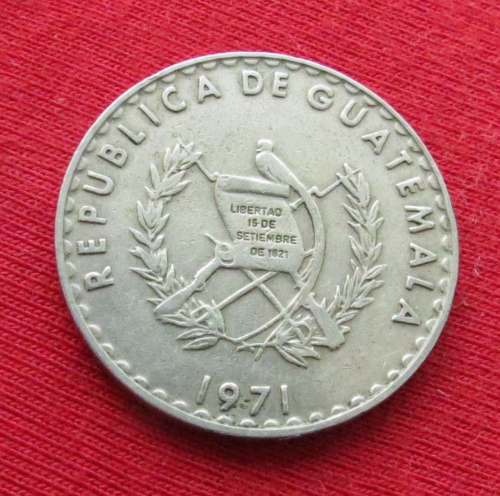 REPUBLICA DE GUATEMALA
LIBERTAD
15 DE
SETIEMBRE
DE 1821
1971